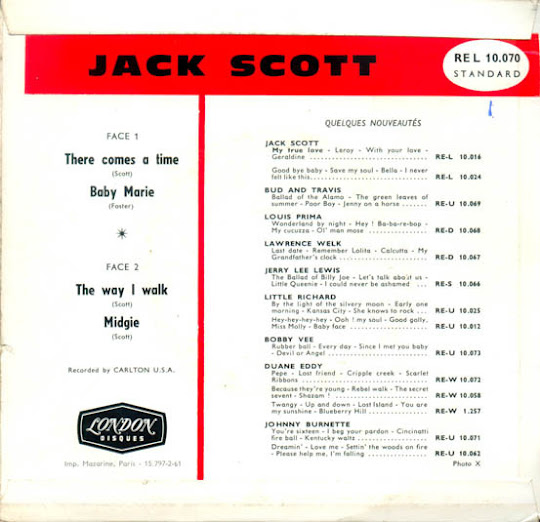 JACK SCOTT
REL 10.070
STANDARD
FACE 1
There comes a time
(Scott)
Baby Marie
(Foster)
FACE 2
The way I walk
(Scott)
Midgie
(Scott)
Recorded by CARLTON U.S.A.
LONDON
DISQUES
Imp. Mazarine, Paris - 15.797-2-61
QUELQUES NOUVEAUTÉS
JACK SCOTT
My true love - Leroy - With your love -
Geraldine ........ RE-L 10.016
Good bye baby - Save my soul - Bella - I never
felt like this........ RE-L 10.024
BUD AND TRAVIS
Ballad of the Alamo - The green leaves of
summer - Poor Boy - Jenny on a horse ....... RE-U 10.069
LOUIS PRIMA
Wonderland by night - Hey ! Ba-ba-re-bop -
My cucuzza - Ol' man mose ........ RE-D 10.068
LAWRENCE WELK
Last date - Remember Lolita - Calcutta - My
Grandfather's clock ........ RE-D 10.067
JERRY LEE LEWIS
The Ballad of Billy Joe - Let's talk about us -
Little Queenie - I could never be ashamed ... RE-S 10.066
LITTLE RICHARD
By the light of the silvery moon - Early one
morning - Kansas City - She knows to rock ... RE-U 10.025
Hey-hey-hey-hey - Ooh ! my soul - Good golly,
Miss Molly - Baby face ........ RE-U 10.012
BOBBY VEE
Rubber ball - Every day - Since I met you baby
- Devil or Angel ........ RE-U 10.073
DUANE EDDY
Pepe - Lost friend - Cripple creek - Scarlet
Ribbons ........ RE-W 10.072
Because they're young - Rebel walk - The secret
sevent - Shazam ! ........ RE-W 10.058
Twangy - Up and down - Lost Island - You are
my sunshine - Blueberry Hill ........ RE-W 1.257
JOHNNY BURNETTE
You're sixteen - I beg your pardon - Cincinatti
fire ball - Kentucky waltz ........ RE-U 10.071
Dreamin' - Love me - Settin' the woods on fire
- Please help me, I'm falling ........ RE-U 10.062
Photo X